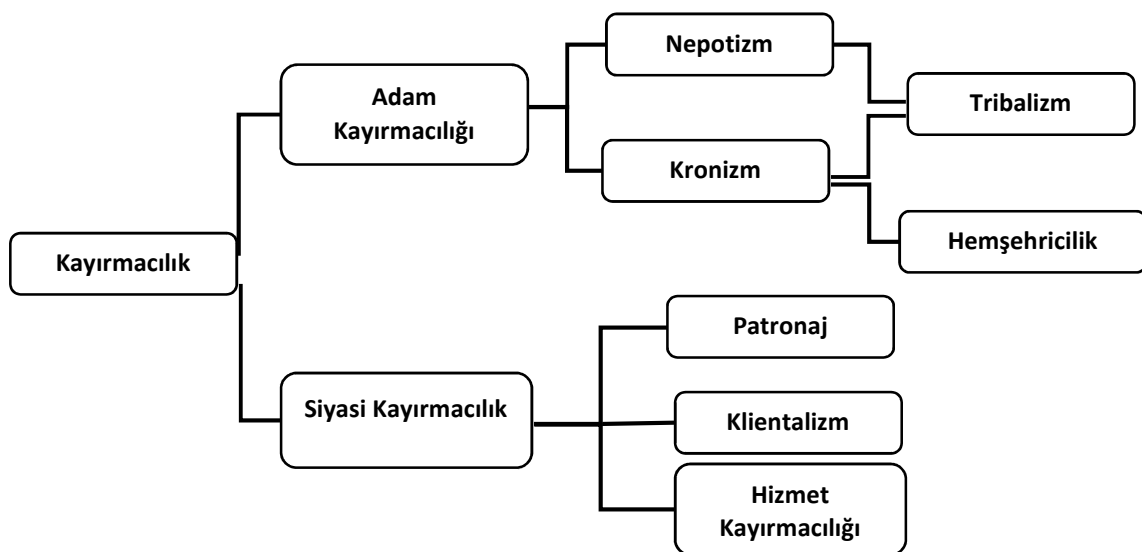 Nepotizm
Adam
Kayırmacılığı
Tribalizm
Kronizm
Hemşehricilik
Kayırmacılık
Patronaj
Siyasi Kayırmacılık
Klientalizm
Hizmet
Kayırmacılığı